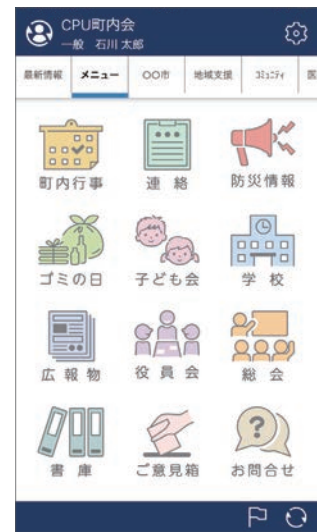 CPU町内会
一般 石川 太郎
最新情報 メニュー 〇〇市 地域支援 コミュニティ 医
町内行事 連絡 防災情報
ゴミの日 子ども会 学校
広報物 役員会 総会
?
書庫 ご意見箱 お問合せ